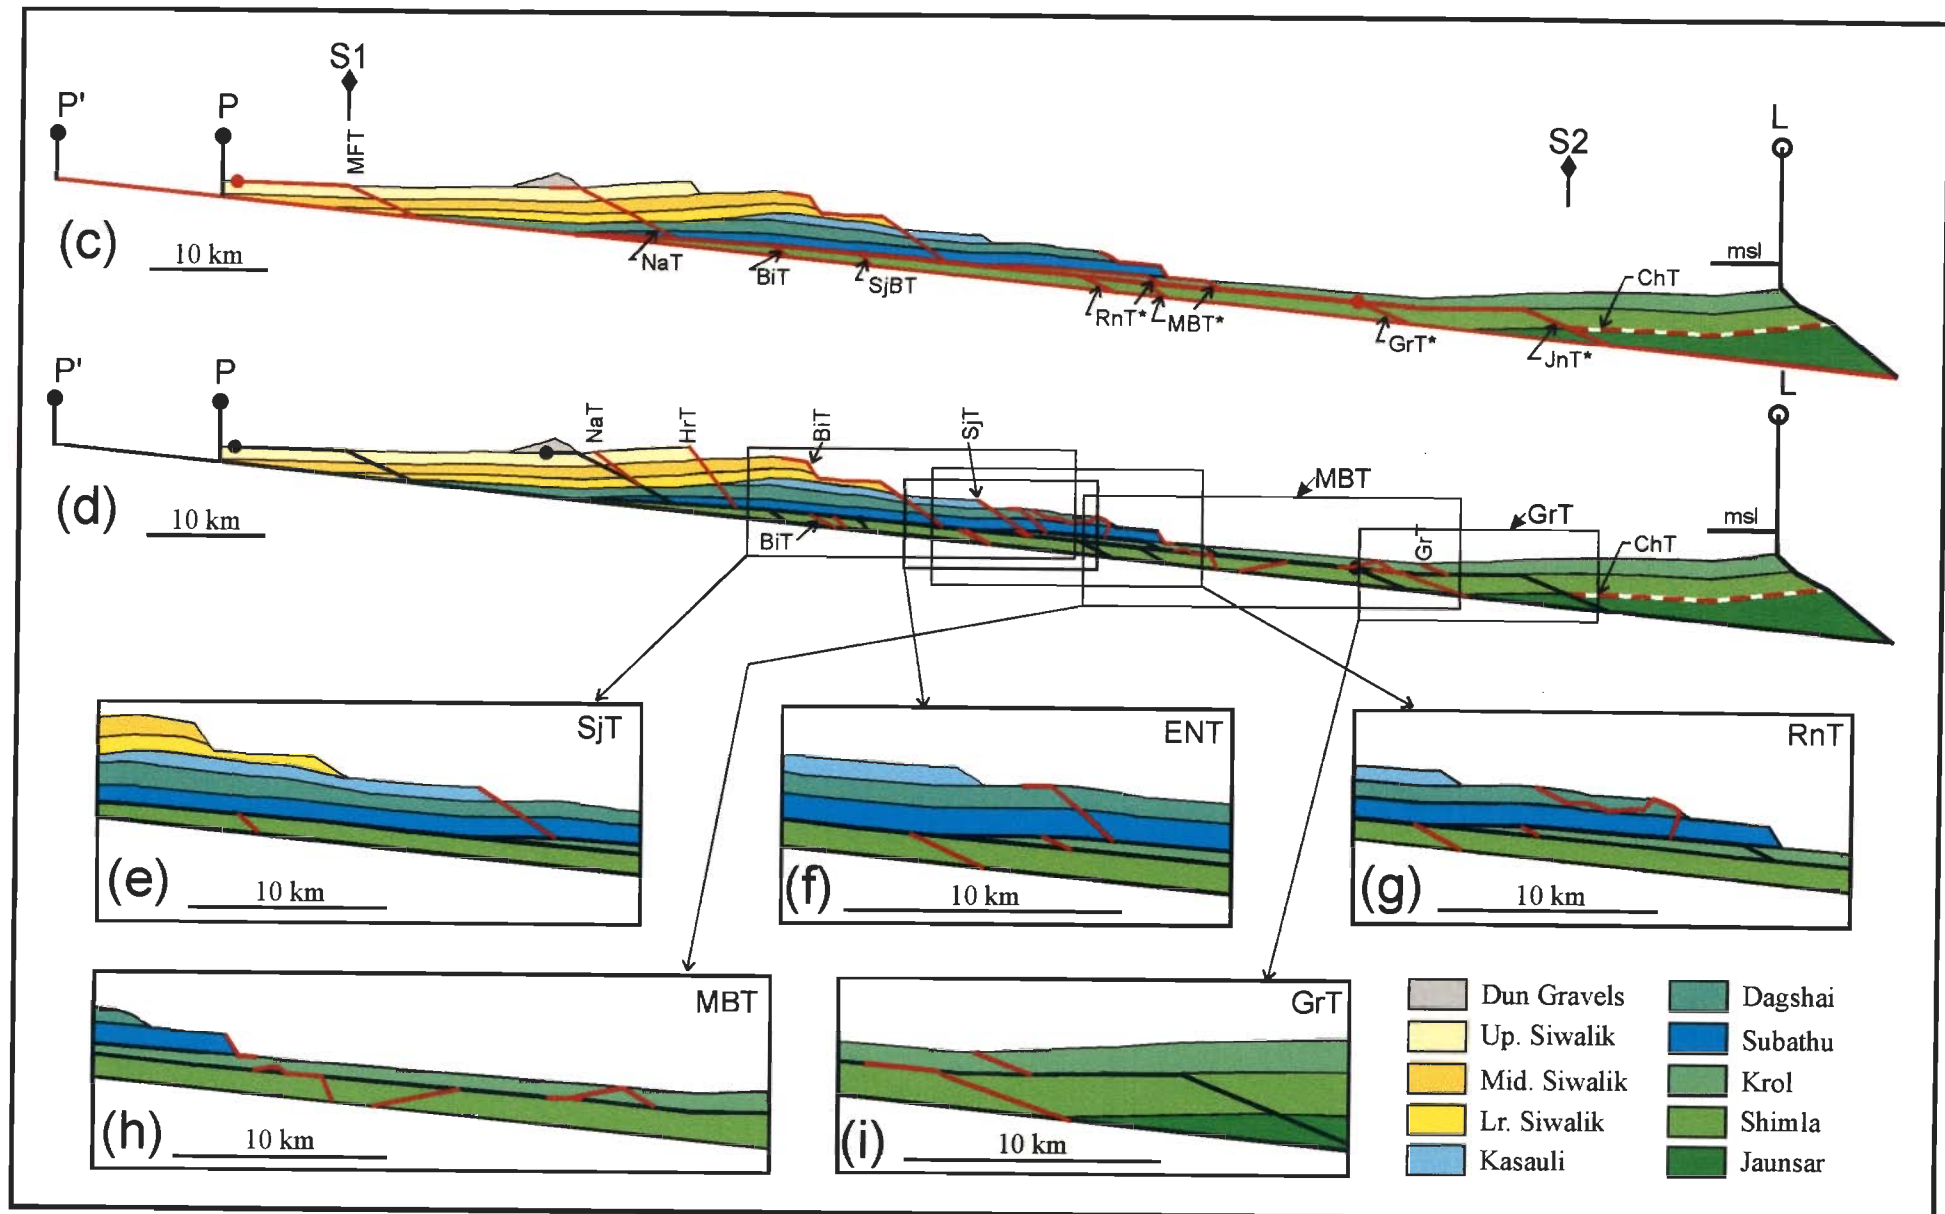 S1
P'
P
MFT
S2
L
(c)
10 km
msl
NaT
BiT
SjBT
RnT*
MBT*
GrT*
JnT*
ChT
P'
P
NaT
HrT
BiT
SjT
MBT
GrT
GrT
L
(d)
10 km
BiT
msl
ChT
SjT
(e)
10 km
ENT
(f)
10 km
RnT
(g)
10 km
MBT
(h)
10 km
GrT
(i)
10 km
Dun Gravels
Up. Siwalik
Mid. Siwalik
Lr. Siwalik
Kasauli
Dagshai
Subathu
Krol
Shimla
Jaunsar